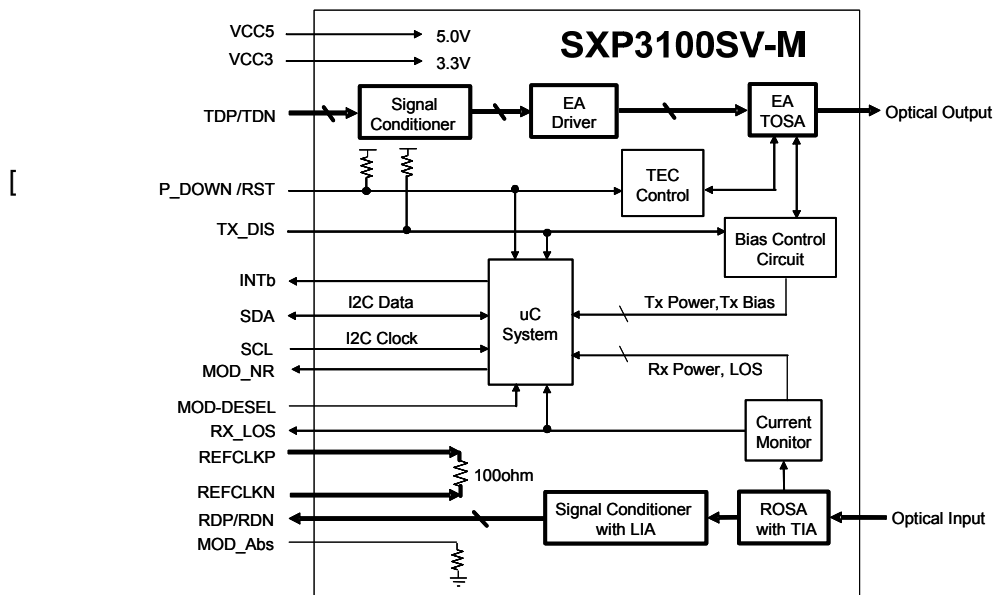 VCC5
5.0V
SXP3100SV-M
VCC3
3.3V
TDP/TDN
Signal
Conditioner
EA
Driver
EA
TOSA
Optical Output
[
P_DOWN /RST
TEC
Control
TX_DIS
Bias Control
Circuit
INTb
SDA
I2C Data
uC
System
Tx Power,Tx Bias
SCL
I2C Clock
MOD_NR
Rx Power, LOS
MOD-DESEL
RX_LOS
Current
Monitor
REFCLKP
100ohm
REFCLKN
RDP/RDN
Signal Conditioner
with LIA
ROSA
with TIA
Optical Input
MOD_Abs